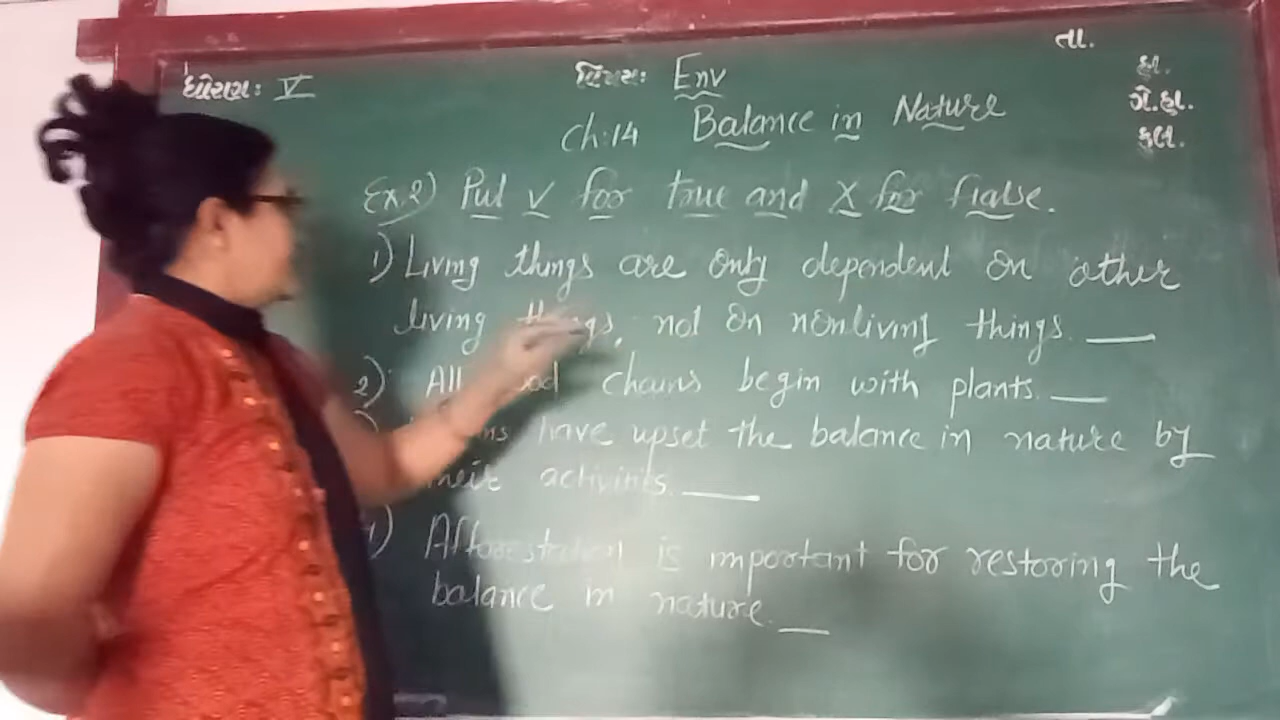 ધોરણઃ V
વિષયઃ Env
તા.
હા.
ગે.હા.
કુલ.
Ch:14 Balance in Nature
Ex.2) Put √ for true and X for flalse.
1) Living things are only dependent on other
living things, not on nonliving things. ___
2) All chains begin with plants. ___
have upset the balance in nature by
activities. ___
Afforestation is important for restoring the
balance in nature. ___